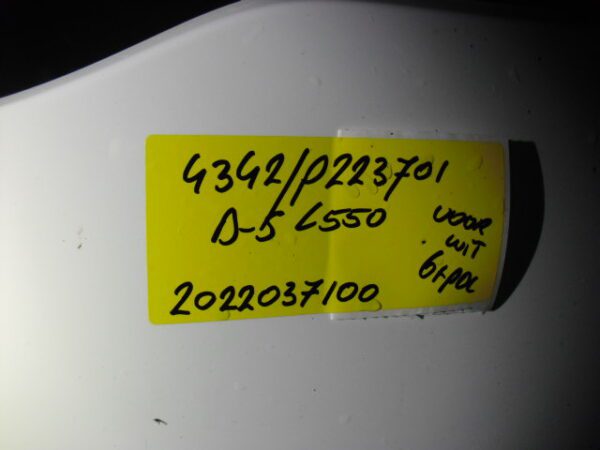 4342/P223701
D-5 L550
VOOR
WIT
6+PDC
2022037100